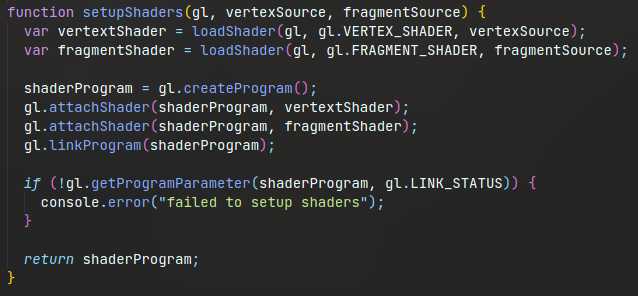 function setupShaders(gl, vertexSource, fragmentSource) {
  var vertextShader = loadShader(gl, gl.VERTEX_SHADER, vertexSource);
  var fragmentShader = loadShader(gl, gl.FRAGMENT_SHADER, fragmentSource);

  shaderProgram = gl.createProgram();
  gl.attachShader(shaderProgram, vertextShader);
  gl.attachShader(shaderProgram, fragmentShader);
  gl.linkProgram(shaderProgram);

  if (!gl.getProgramParameter(shaderProgram, gl.LINK_STATUS)) {
    console.error("failed to setup shaders");
  }

  return shaderProgram;
}